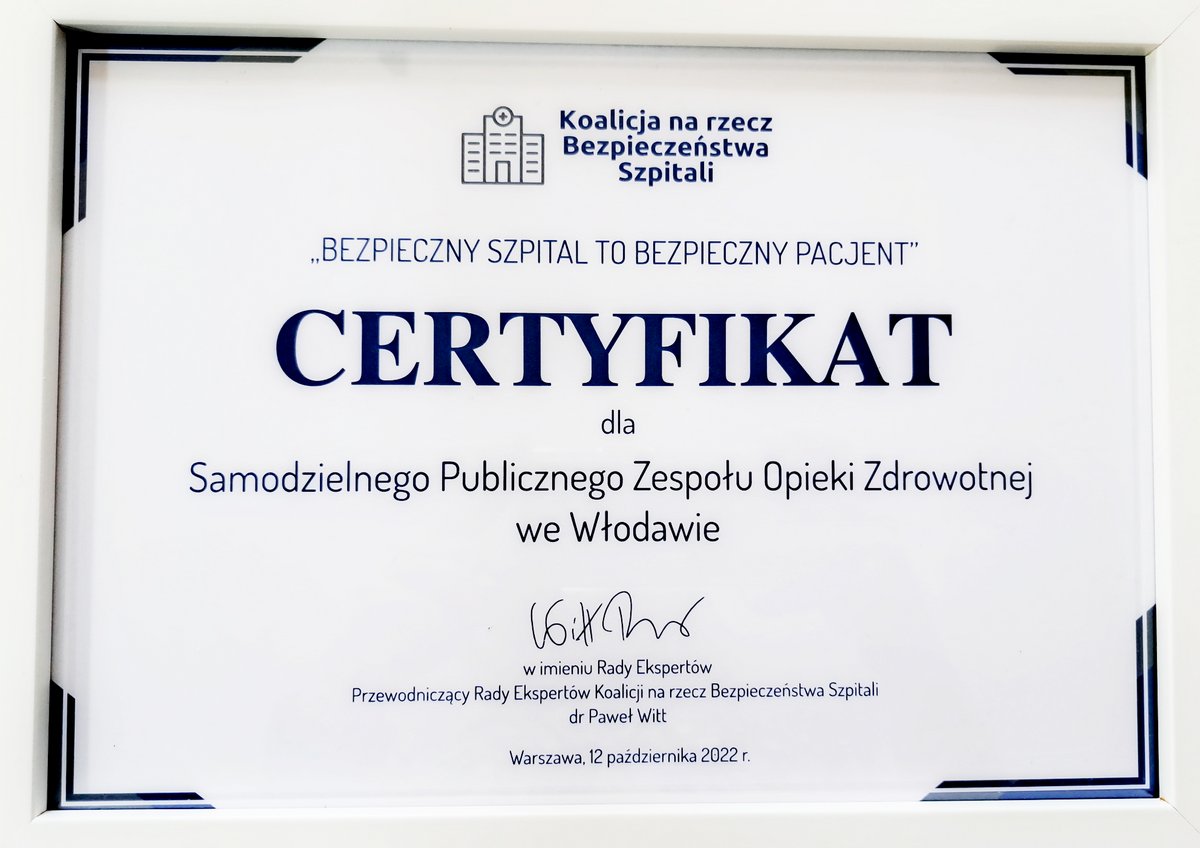 Koalicja na rzecz
Bezpieczeństwa
Szpitali
„BEZPIECZNY SZPITAL TO BEZPIECZNY PACJENT”
CERTYFIKAT
dla
Samodzielnego Publicznego Zespołu Opieki Zdrowotnej
we Włodawie
Witt P
w imieniu Rady Ekspertów
Przewodniczący Rady Ekspertów Koalicji na rzecz Bezpieczeństwa Szpitali
dr Paweł Witt
Warszawa, 12 października 2022 r.